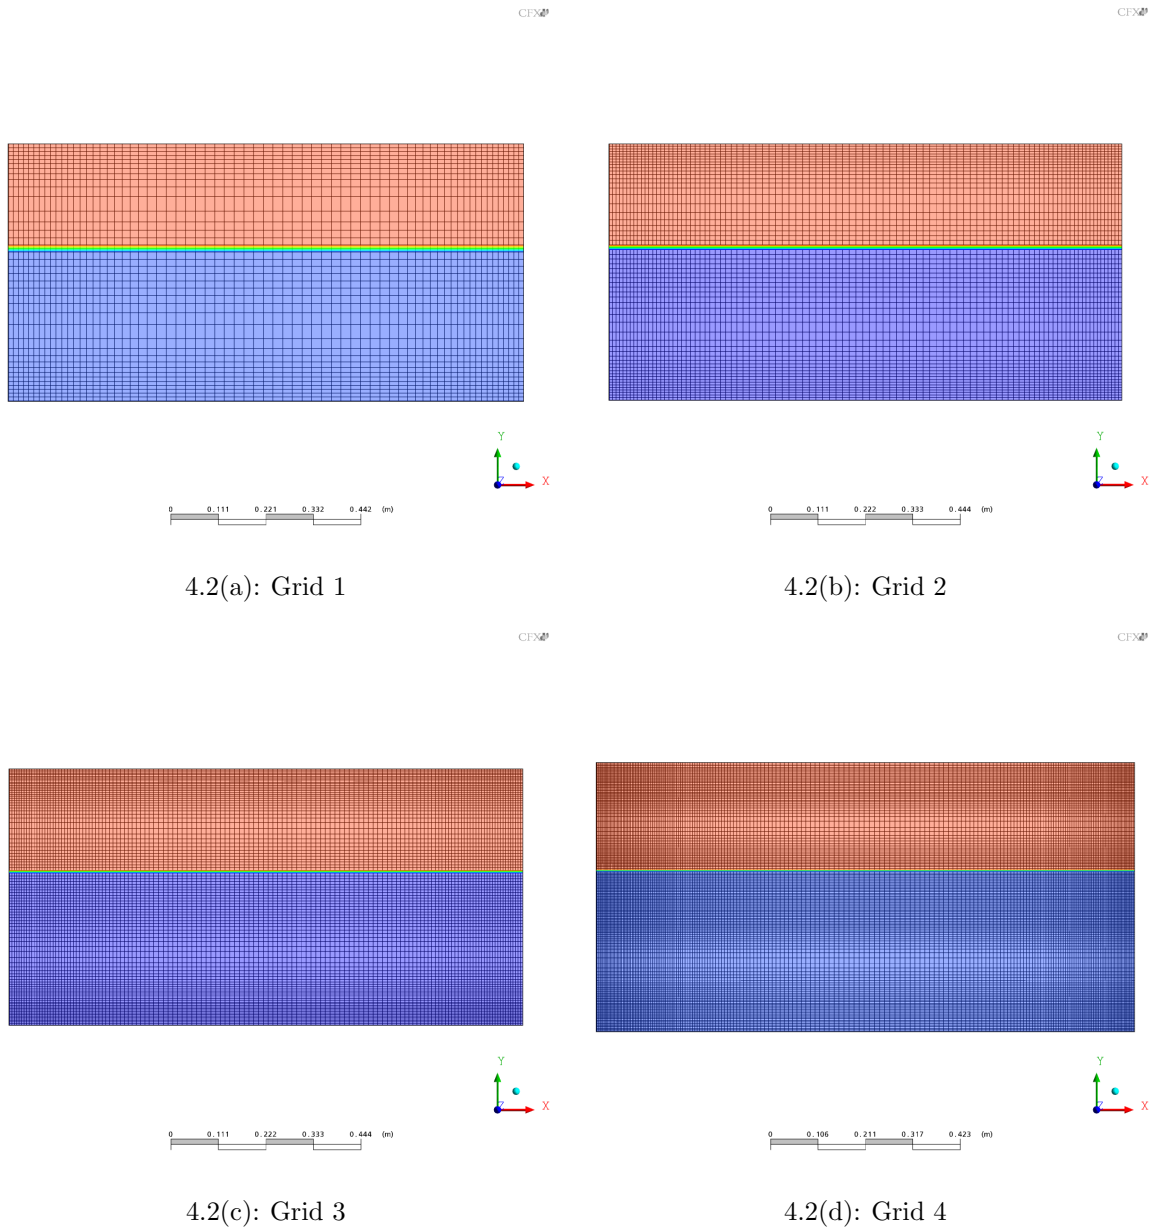 CFX CFX
Y Y
Z X Z X
0 0.111 0.221 0.332 0.442 (m) 0 0.111 0.222 0.333 0.444 (m)
4.2(a): Grid 1 4.2(b): Grid 2
CFX CFX
Y Y
Z X Z X
0 0.111 0.222 0.333 0.444 (m) 0 0.106 0.211 0.317 0.423 (m)
4.2(c): Grid 3 4.2(d): Grid 4